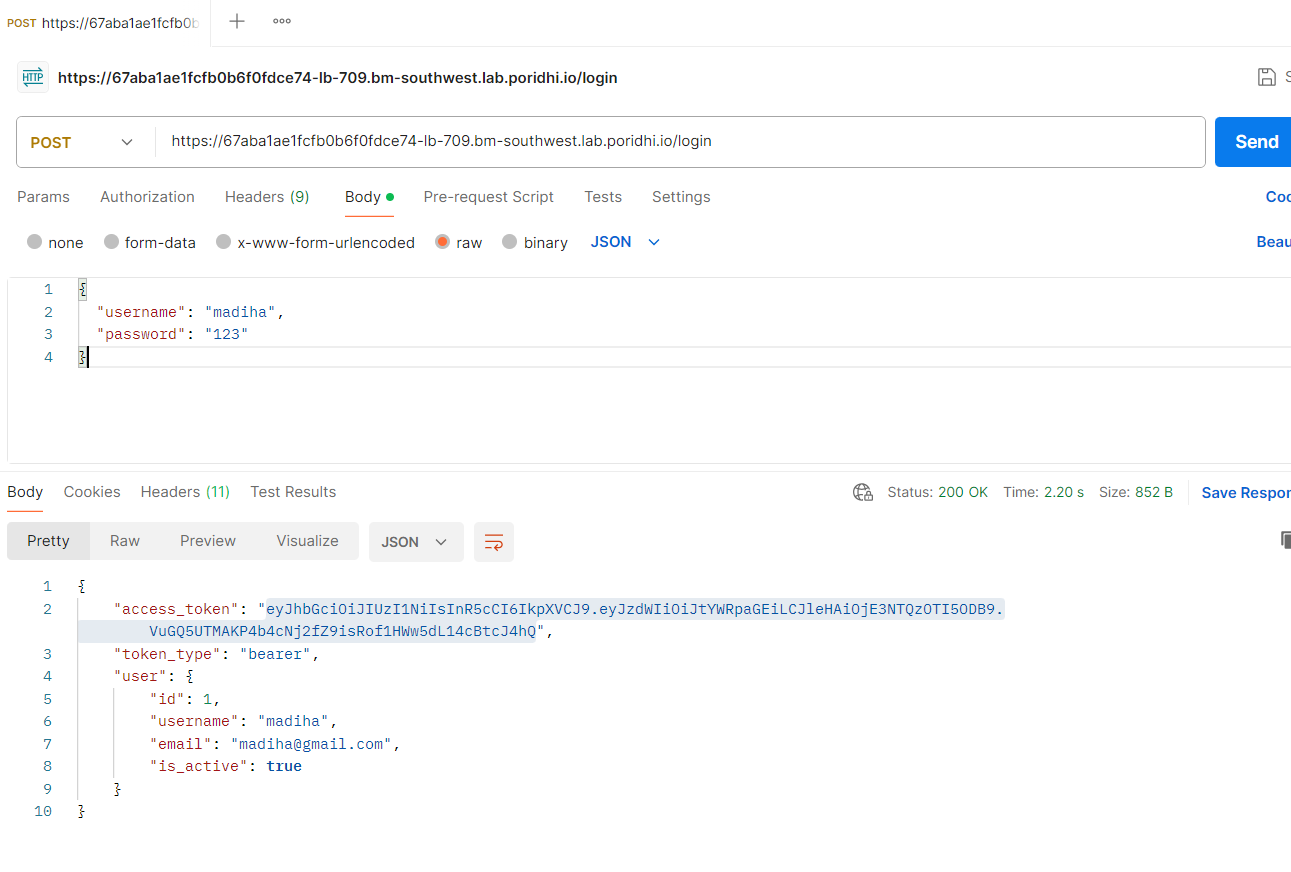 POST https://67aba1ae1fcfb0b
HTTP https://67aba1ae1fcfb0b6f0fdce74-lb-709.bm-southwest.lab.poridhi.io/login
POST https://67aba1ae1fcfb0b6f0fdce74-lb-709.bm-southwest.lab.poridhi.io/login Send
Params Authorization Headers (9) Body Pre-request Script Tests Settings
none form-data x-www-form-urlencoded raw binary JSON
1 {
2 "username": "madiha",
3 "password": "123"
4 }
Body Cookies Headers (11) Test Results Status: 200 OK Time: 2.20 s Size: 852 B Save Respo
Pretty Raw Preview Visualize JSON
1 {
2 "access_token": "eyJhbGciOiJIUzI1NiIsInR5cCI6IkpXVCJ9.eyJzdWIiOiJtYWRpaGEiLCJleHAiOjE3NTQzOTI5ODB9.
VuGQ5UTMAKP4b4cNj2fZ9isRof1HWw5dL14cBtcJ4hQ",
3 "token_type": "bearer",
4 "user": {
5 "id": 1,
6 "username": "madiha",
7 "email": "madiha@gmail.com",
8 "is_active": true
9 }
10 }